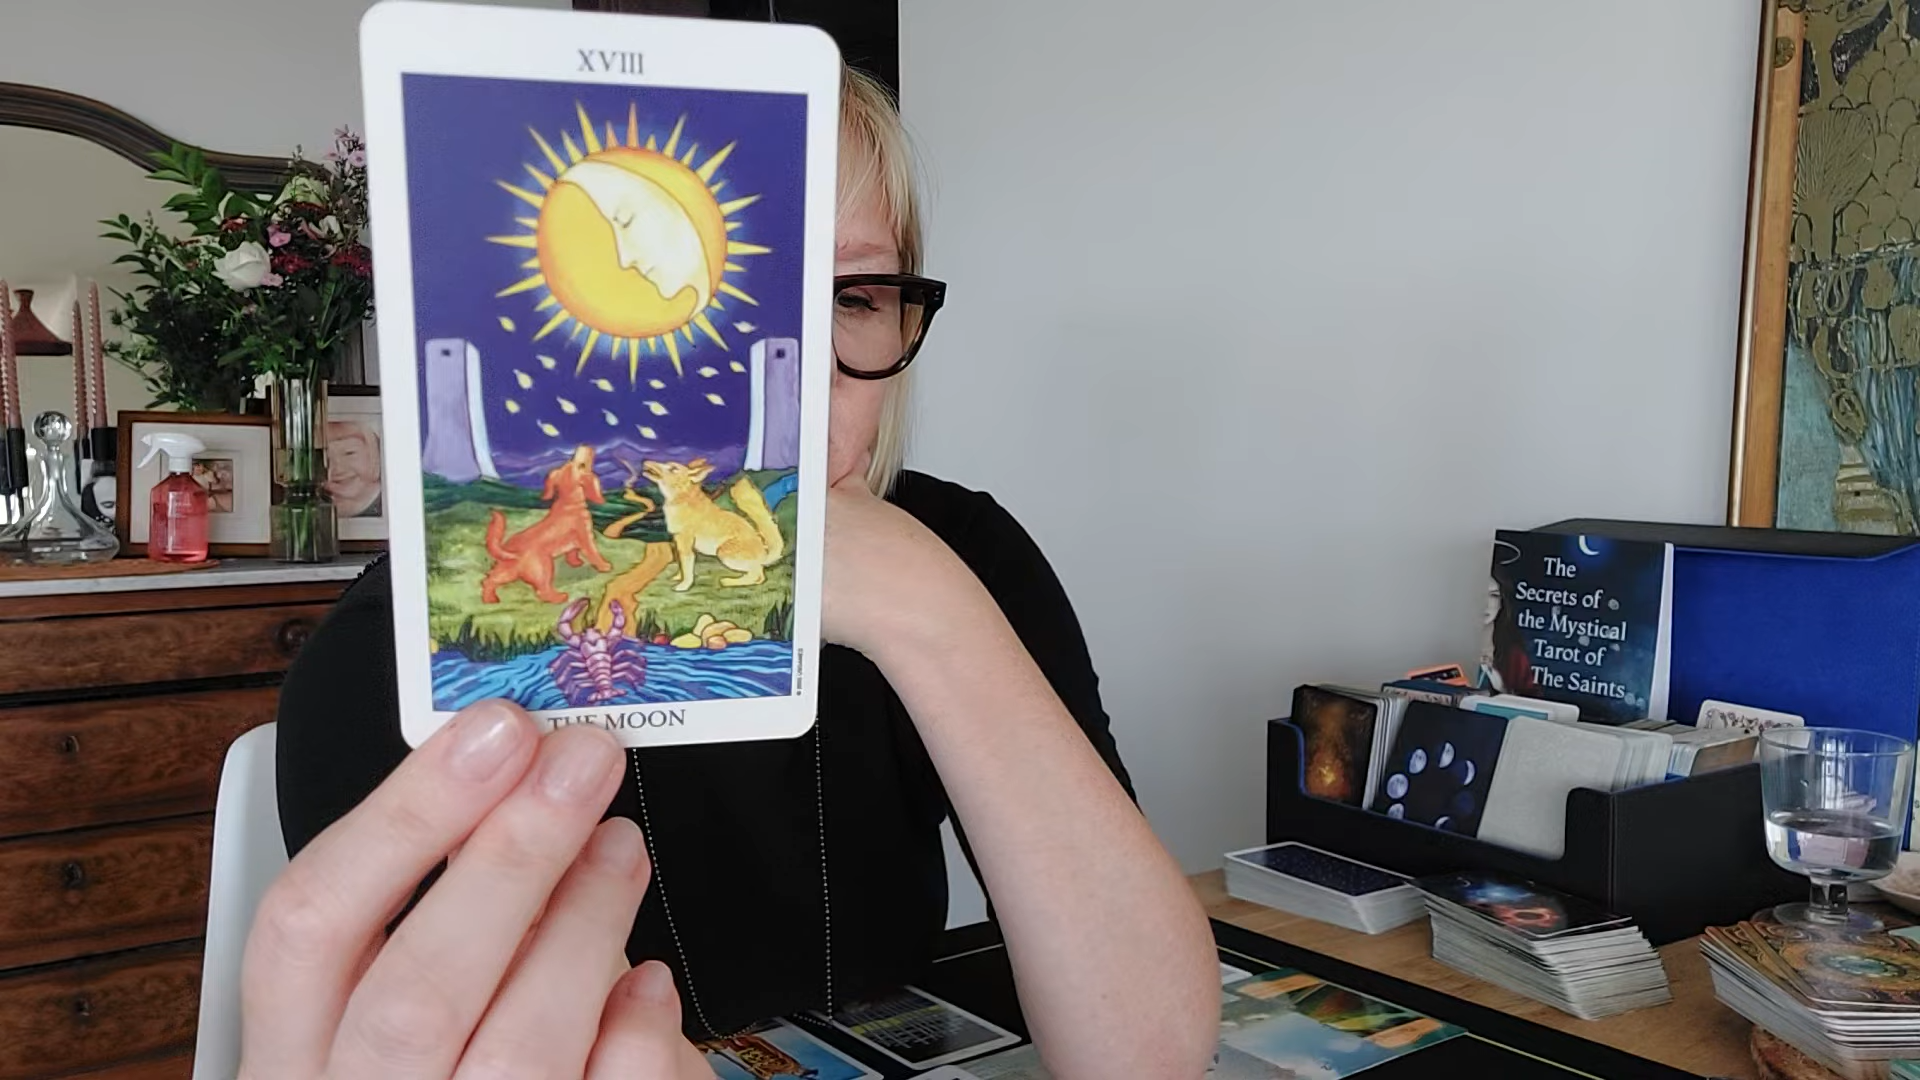 XVIII
THE MOON
The
Secrets of
the Mystical
Tarot of
The Saints